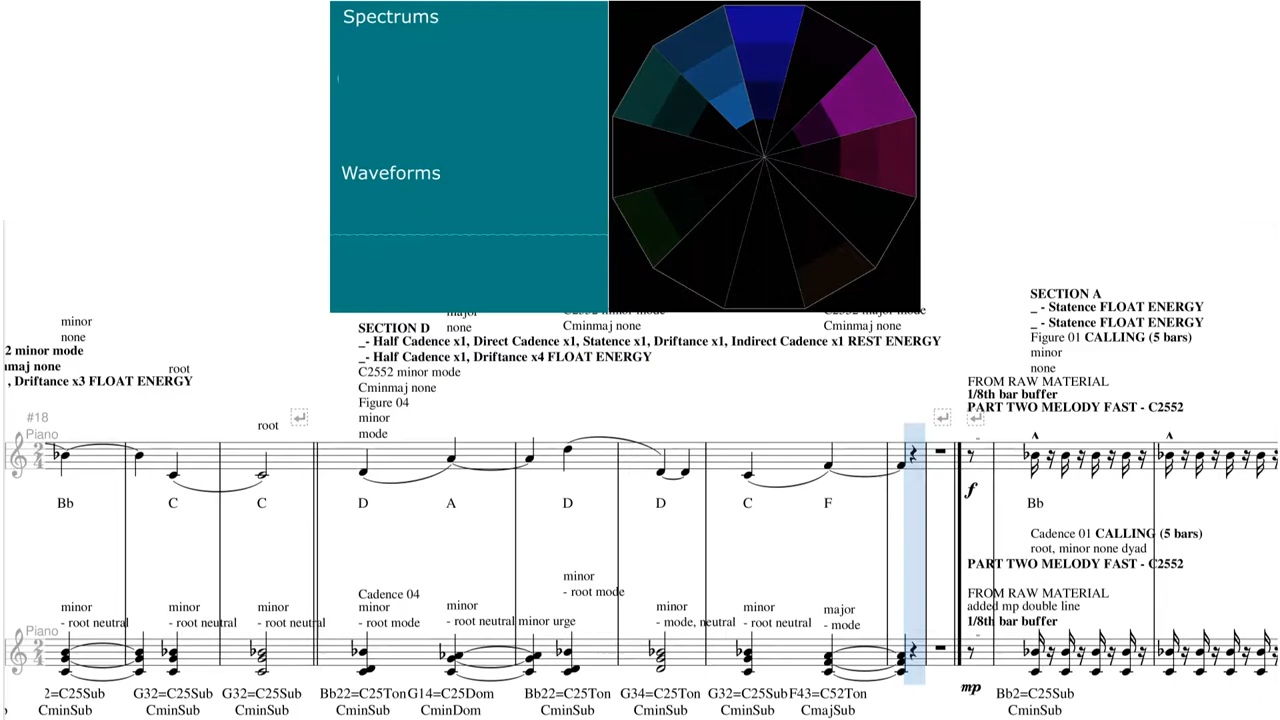 Spectrums
Waveforms
SECTION A
_ - Statence FLOAT ENERGY
_ - Statence FLOAT ENERGY
Figure 01 CALLING (5 bars)
minor
none
FROM RAW MATERIAL
1/8th bar buffer
PART TWO MELODY FAST - C2552
minor
none
2 minor mode
maj none
, Driftance x3 FLOAT ENERGY
root
root
major
none
Cminmaj none
Cminmaj none
SECTION D
_- Half Cadence x1, Direct Cadence x1, Statence x1, Driftance x1, Indirect Cadence x1 REST ENERGY
_- Half Cadence x1, Driftance x4 FLOAT ENERGY
C2552 minor mode
Cminmaj none
Figure 04
minor
mode
#18
Piano
2/4
f
Bb C C D A D D C F Bb
Cadence 01 CALLING (5 bars)
root, minor none dyad
PART TWO MELODY FAST - C2552
FROM RAW MATERIAL
added mp double line
1/8th bar buffer
minor
- root neutral
minor
- root neutral
minor
- root neutral
Cadence 04
minor
- root mode
minor
- root neutral minor urge
minor
- root mode
minor
- mode, neutral
minor
- root neutral
major
- mode
Piano
2/4
mp
2=C25Sub G32=C25Sub G32=C25Sub Bb22=C25Ton G14=C25Dom Bb22=C25Ton G34=C25Ton G32=C25Sub F43=C52Ton Bb2=C25Sub
CminSub CminSub CminSub CminSub CminDom CminSub CminSub CminSub CmajSub CminSub